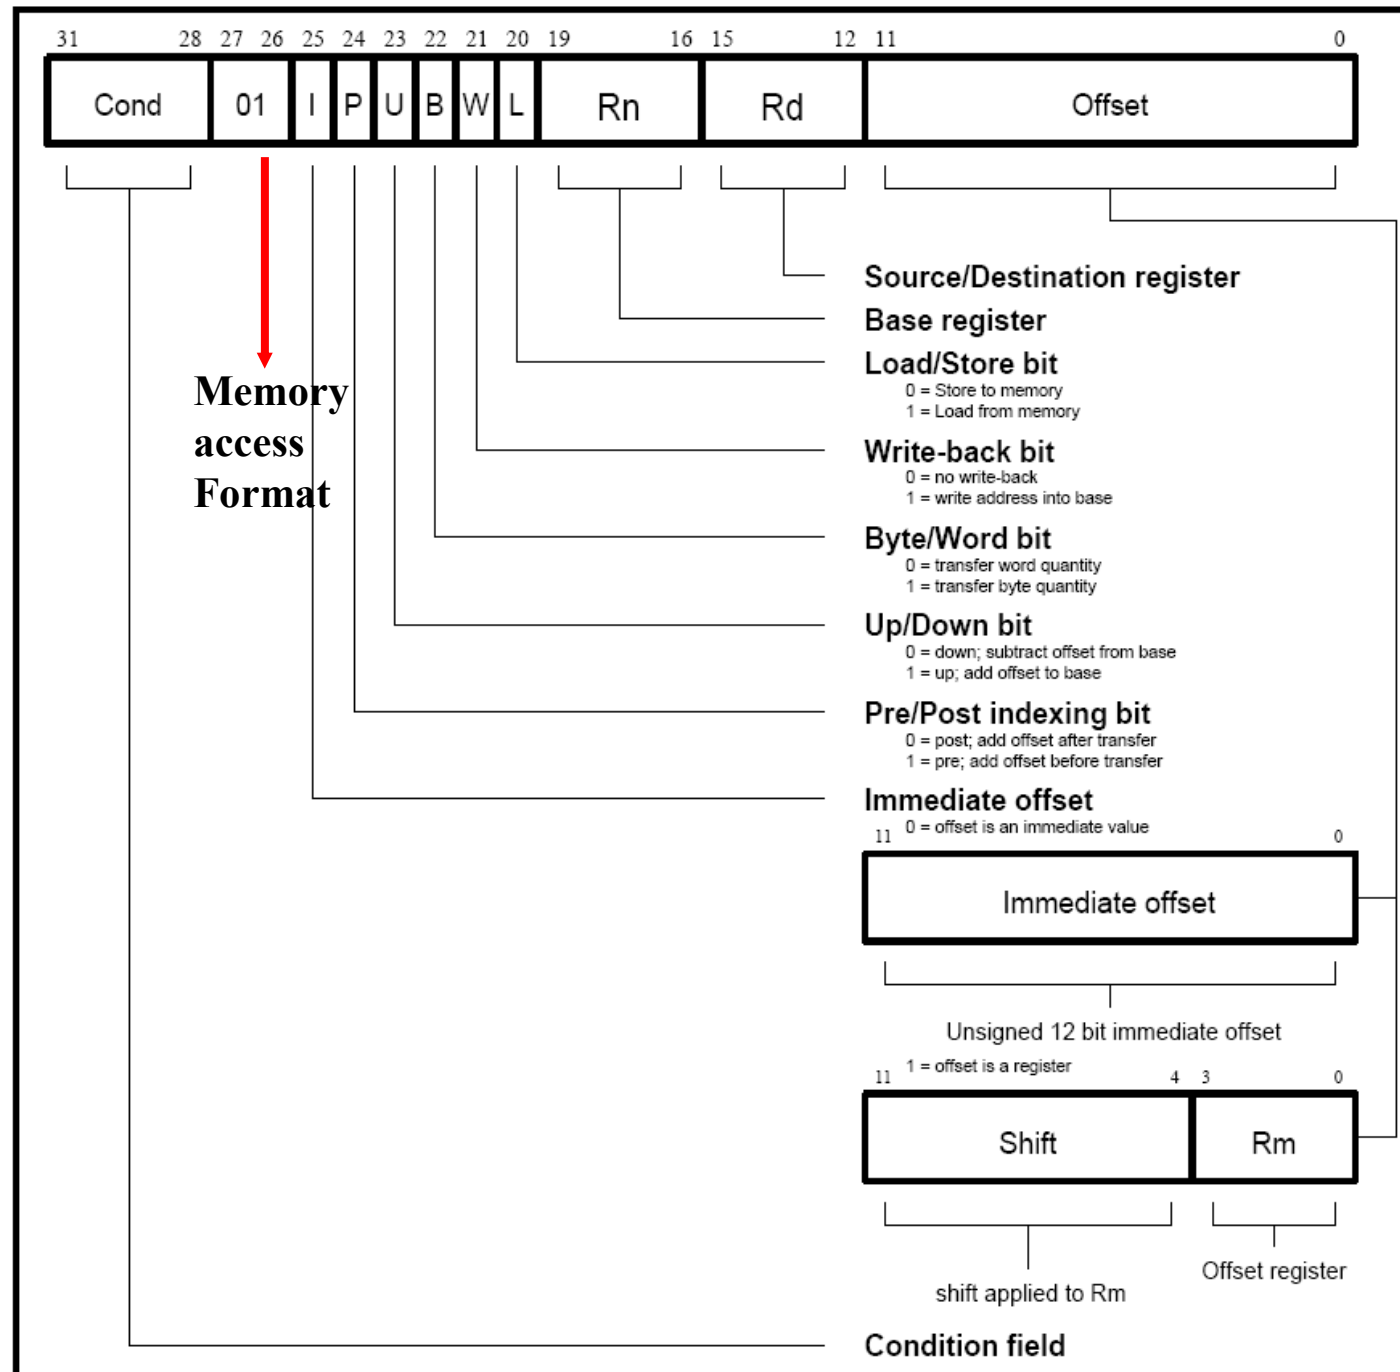 31 28 27 26 25 24 23 22 21 20 19 16 15 12 11 0
Cond 01 I P U B W L Rn Rd Offset
Source/Destination register
Base register
Load/Store bit
0 = Store to memory
1 = Load from memory
Memory
access
Format
Write-back bit
0 = no write-back
1 = write address into base
Byte/Word bit
0 = transfer word quantity
1 = transfer byte quantity
Up/Down bit
0 = down; subtract offset from base
1 = up; add offset to base
Pre/Post indexing bit
0 = post; add offset after transfer
1 = pre; add offset before transfer
Immediate offset
0 = offset is an immediate value
11 0
Immediate offset
Unsigned 12 bit immediate offset
1 = offset is a register
11 4 3 0
Shift Rm
shift applied to Rm
Offset register
Condition field